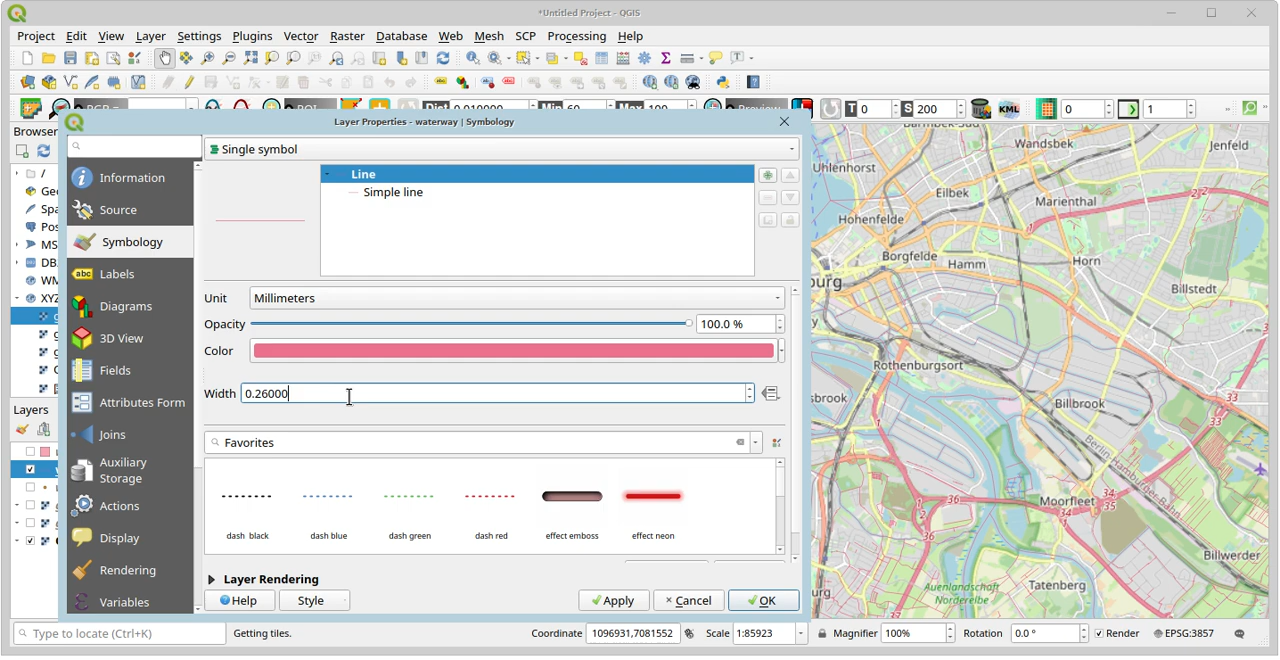 *Untitled Project - QGIS
Project Edit View Layer Settings Plugins Vector Raster Database Web Mesh SCP Processing Help
T 0 S 200 KML 0 1
Browser
Layer Properties - waterway | Symbology
Single symbol
Line
Simple line
Information
Source
Symbology
Labels
Diagrams
3D View
Fields
Attributes Form
Joins
Auxiliary
Storage
Actions
Display
Rendering
Variables
Layers
Unit Millimeters
Opacity 100.0 %
Color
Width 0.26000
Favorites
dash black dash blue dash green dash red effect emboss effect neon
Layer Rendering
Help Style Apply Cancel OK
Wandsbek
Jenfeld
Uhlenhorst
Eilbek
Marienthal
Hohenfelde
Borgfelde
Hamm
Horn
Billstedt
Rothenburgsort
Billbrook
Berlin-Hamburger Bahn
Moorfleet
Billwerder
Tatenberg
Auenlandschaft
Norderelbe
Type to locate (Ctrl+K) Getting tiles. Coordinate 1096931,7081552 Scale 1:85923 Magnifier 100% Rotation 0.0 ° Render EPSG:3857